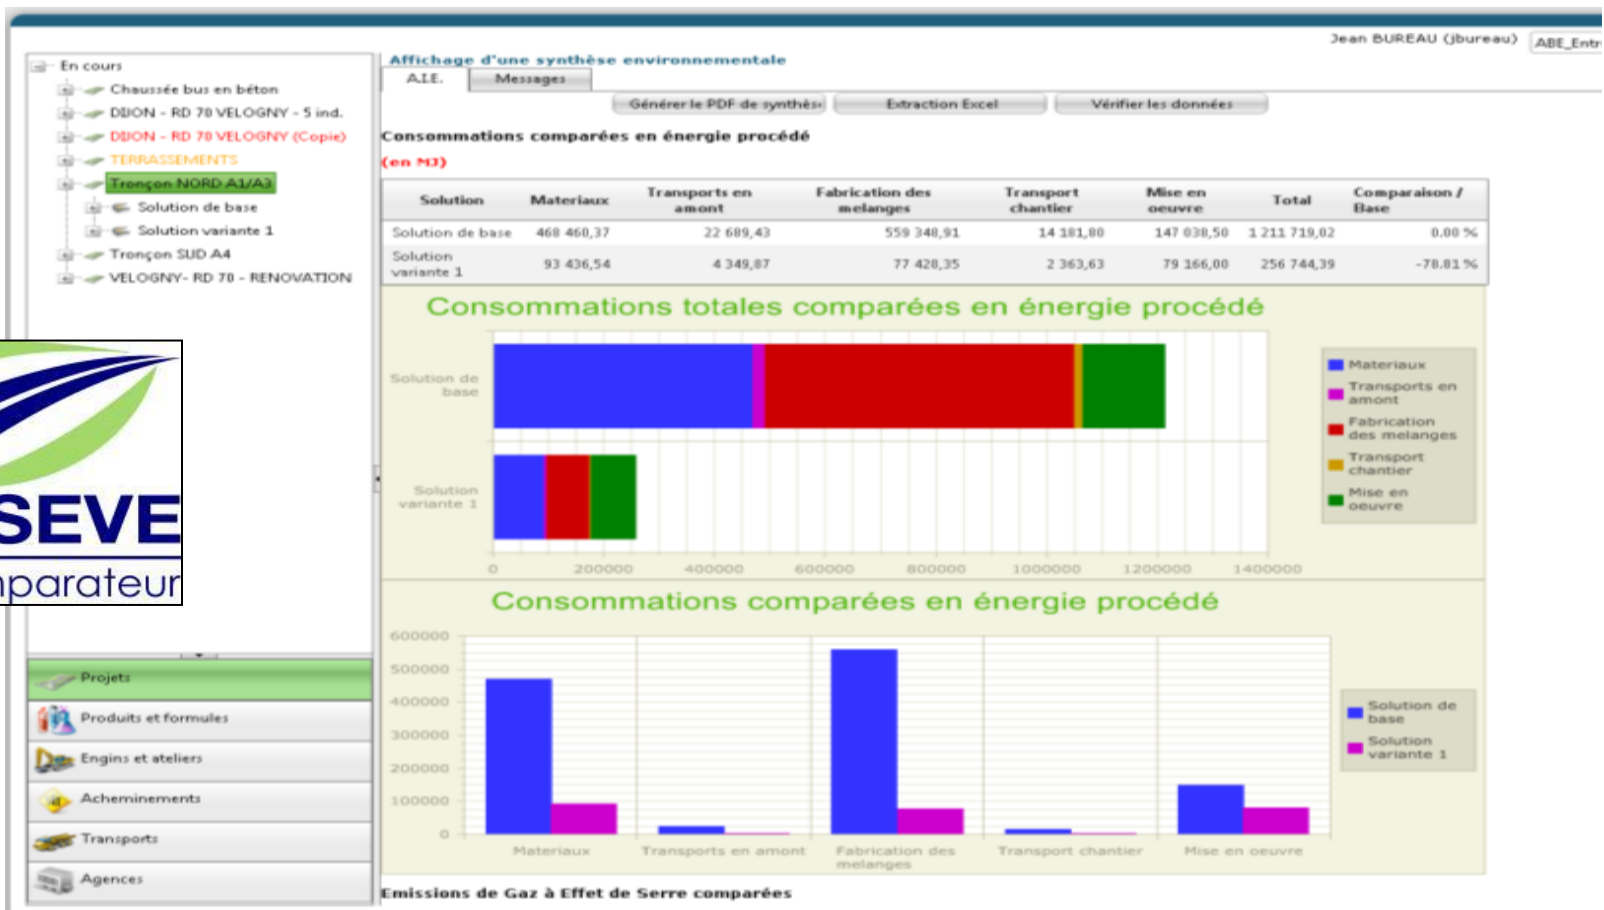 Jean BUREAU (jbureau)
ABE_Entr
En cours
Chaussée bus en béton
DIJON - RD 70 VELOGNY - 5 ind.
DIJON - RD 70 VELOGNY (Copie)
TERRASSEMENTS
Tronçon NORD A1/A3
Solution de base
Solution variante 1
Tronçon SUD A4
VELOGNY- RD 70 - RENOVATION
SEVE
mparateur
Projets
Produits et formules
Engins et ateliers
Acheminements
Transports
Agences
Affichage d'une synthèse environnementale
A.I.E. Messages
Générer le PDF de synthès Extraction Excel Vérifier les données
Consommations comparées en énergie procédé
(en MJ)
Solution Materiaux Transports en amont Fabrication des melanges Transport chantier Mise en oeuvre Total Comparaison / Base
Solution de base 468 460,37 22 689,43 559 348,91 14 181,80 147 038,50 1 211 719,02 0.00 %
Solution variante 1 93 436,54 4 349,87 77 428,35 2 363,63 79 166,00 256 744,39 -78.81 %
Consommations totales comparées en énergie procédé
Solution de
base
Solution
variante 1
0 200000 400000 600000 800000 1000000 1200000 1400000
Materiaux
Transports en
amont
Fabrication
des melanges
Transport
chantier
Mise en
oeuvre
Consommations comparées en énergie procédé
600000
500000
400000
300000
200000
100000
0
Materiaux Transports en amont Fabrication des melanges Transport chantier Mise en oeuvre
Solution de
base
Solution
variante 1
Emissions de Gaz à Effet de Serre comparées